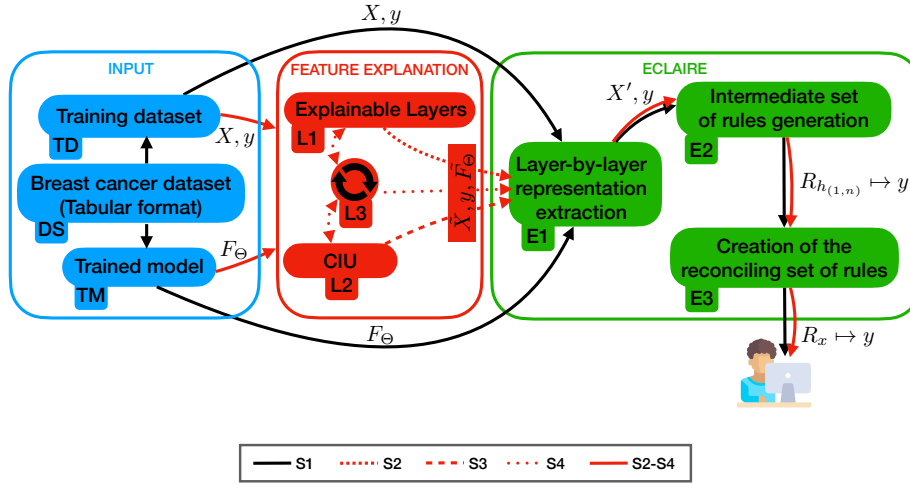 X, y
INPUT
FEATURE EXPLANATION
ECLAIRE
Training dataset
TD
X, y
Explainable Layers
L1
X′, y
Intermediate set
of rules generation
E2
Breast cancer dataset
(Tabular format)
DS
L3
X̃, y, F̃_Θ
Layer-by-layer
representation
extraction
E1
R_{h_{(1,n)}} ↦ y
Trained model
TM
F_Θ
CIU
L2
Creation of the
reconciling set of rules
E3
F_Θ
R_x ↦ y
S1
S2
S3
S4
S2-S4